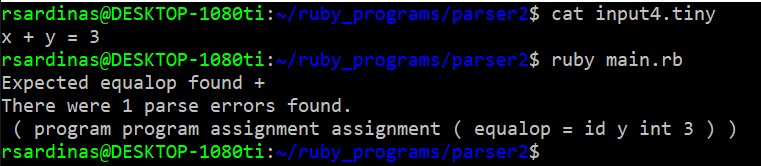 rsardinas@DESKTOP-1080ti:~/ruby_programs/parser2$ cat input4.tiny
x + y = 3
rsardinas@DESKTOP-1080ti:~/ruby_programs/parser2$ ruby main.rb
Expected equalop found +
There were 1 parse errors found.
 ( program program assignment assignment ( equalop = id y int 3 ) )
rsardinas@DESKTOP-1080ti:~/ruby_programs/parser2$